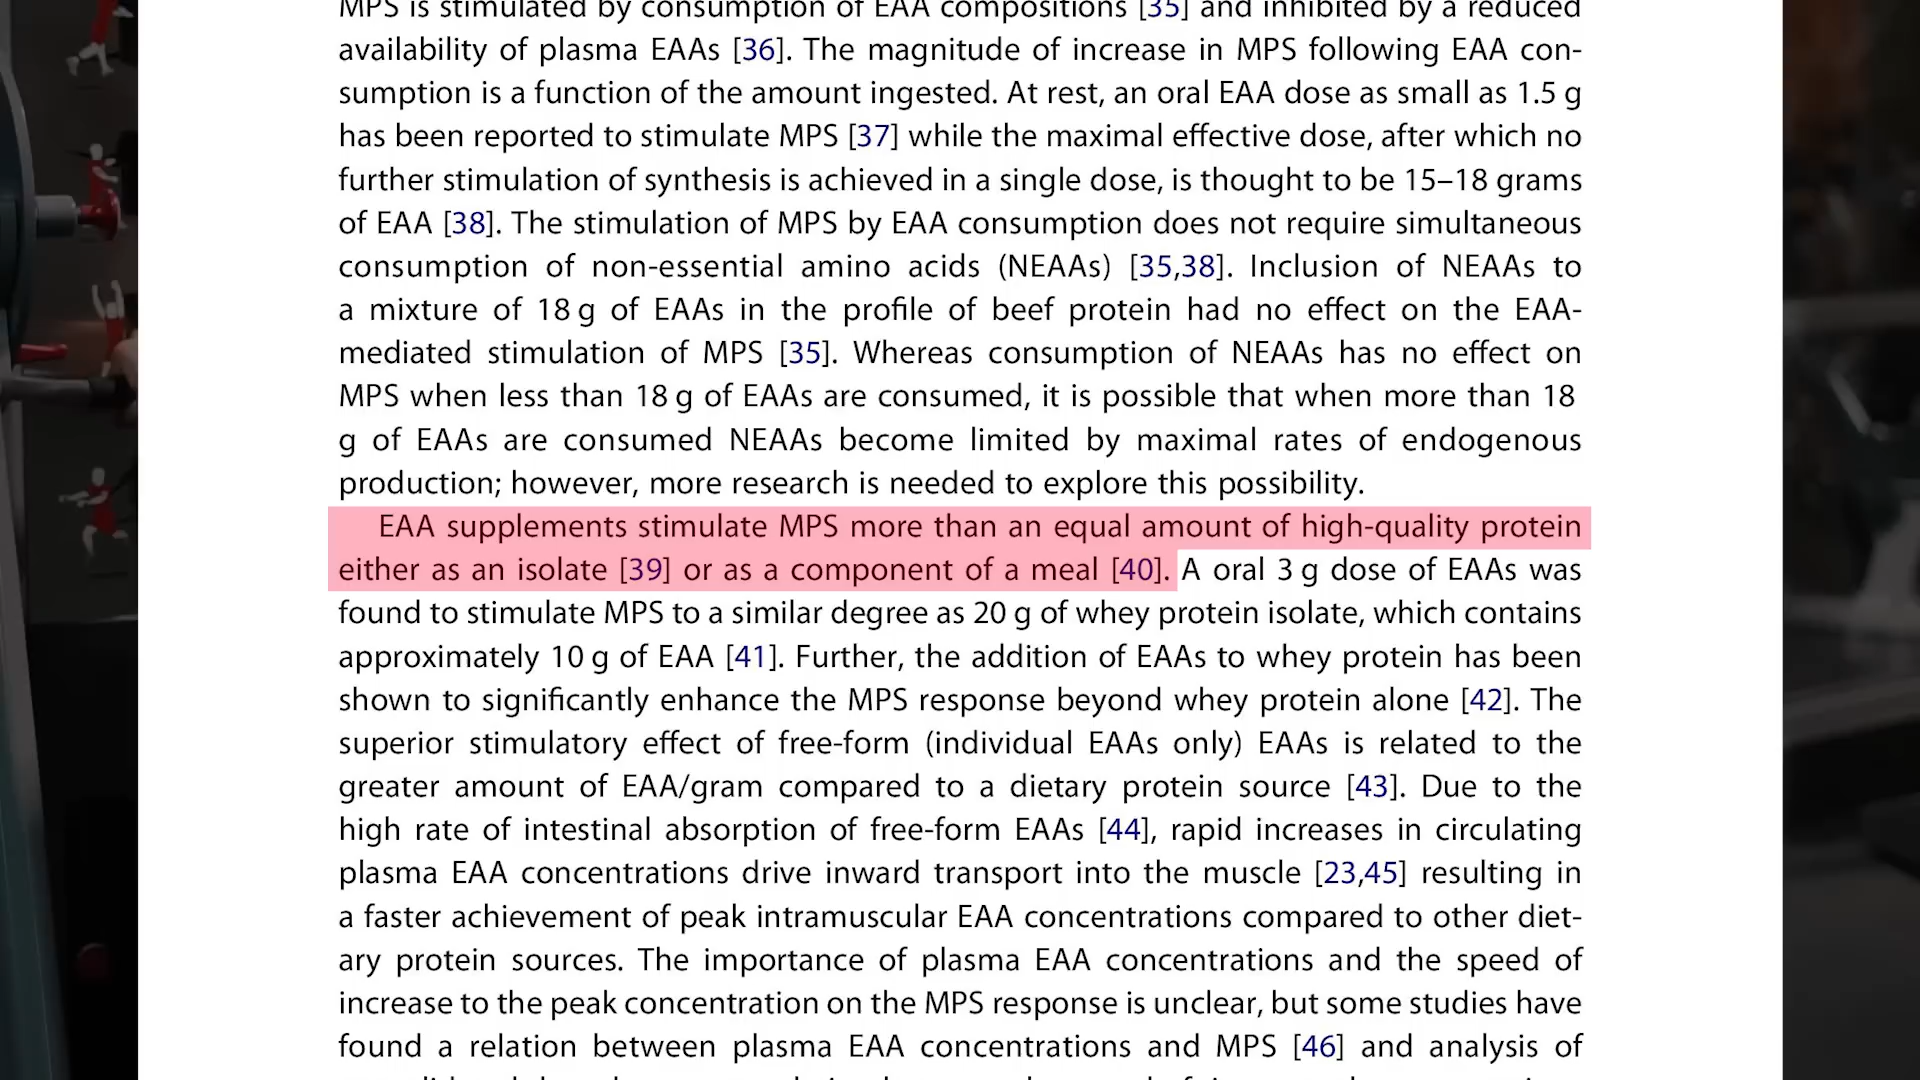 MPS is stimulated by consumption of EAA compositions [35] and inhibited by a reduced
availability of plasma EAAs [36]. The magnitude of increase in MPS following EAA con-
sumption is a function of the amount ingested. At rest, an oral EAA dose as small as 1.5 g
has been reported to stimulate MPS [37] while the maximal effective dose, after which no
further stimulation of synthesis is achieved in a single dose, is thought to be 15–18 grams
of EAA [38]. The stimulation of MPS by EAA consumption does not require simultaneous
consumption of non-essential amino acids (NEAAs) [35,38]. Inclusion of NEAAs to
a mixture of 18 g of EAAs in the profile of beef protein had no effect on the EAA-
mediated stimulation of MPS [35]. Whereas consumption of NEAAs has no effect on
MPS when less than 18 g of EAAs are consumed, it is possible that when more than 18
g of EAAs are consumed NEAAs become limited by maximal rates of endogenous
production; however, more research is needed to explore this possibility.
EAA supplements stimulate MPS more than an equal amount of high-quality protein
either as an isolate [39] or as a component of a meal [40]. A oral 3 g dose of EAAs was
found to stimulate MPS to a similar degree as 20 g of whey protein isolate, which contains
approximately 10 g of EAA [41]. Further, the addition of EAAs to whey protein has been
shown to significantly enhance the MPS response beyond whey protein alone [42]. The
superior stimulatory effect of free-form (individual EAAs only) EAAs is related to the
greater amount of EAA/gram compared to a dietary protein source [43]. Due to the
high rate of intestinal absorption of free-form EAAs [44], rapid increases in circulating
plasma EAA concentrations drive inward transport into the muscle [23,45] resulting in
a faster achievement of peak intramuscular EAA concentrations compared to other diet-
ary protein sources. The importance of plasma EAA concentrations and the speed of
increase to the peak concentration on the MPS response is unclear, but some studies have
found a relation between plasma EAA concentrations and MPS [46] and analysis of